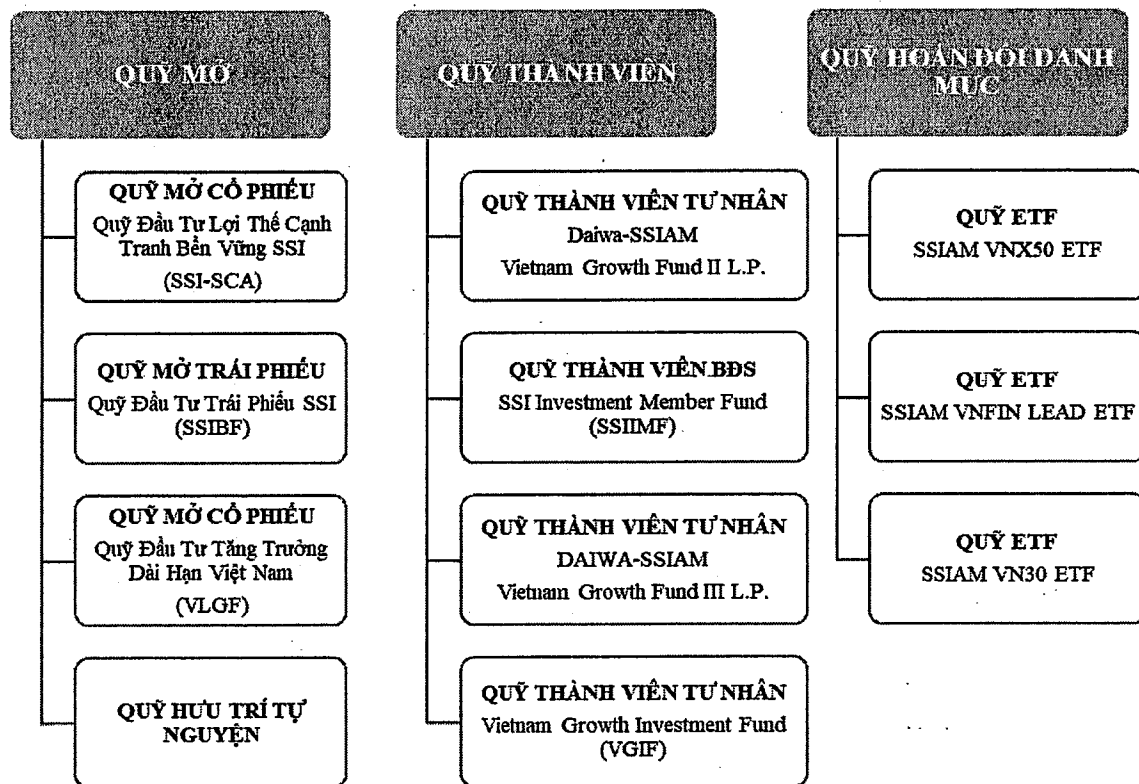 QUỸ MỞ
QUỸ MỞ CỔ PHIẾU
Quỹ Đầu Tư Lợi Thế Cạnh
Tranh Bền Vững SSI
(SSI-SCA)
QUỸ MỞ TRÁI PHIẾU
Quỹ Đầu Tư Trái Phiếu SSI
(SSIBF)
QUỸ MỞ CỔ PHIẾU
Quỹ Đầu Tư Tăng Trưởng
Dài Hạn Việt Nam
(VLGF)
QUỸ HƯU TRÍ TỰ
NGUYỆN
QUỸ THÀNH VIÊN
QUỸ THÀNH VIÊN TƯ NHÂN
Daiwa-SSIAM
Vietnam Growth Fund II L.P.
QUỸ THÀNH VIÊN BĐS
SSI Investment Member Fund
(SSIIMF)
QUỸ THÀNH VIÊN TƯ NHÂN
DAIWA-SSIAM
Vietnam Growth Fund III L.P.
QUỸ THÀNH VIÊN TƯ NHÂN
Vietnam Growth Investment Fund
(VGIF)
QUỸ HOÁN ĐỔI DANH
MỤC
QUỸ ETF
SSIAM VNX50 ETF
QUỸ ETF
SSIAM VNFIN LEAD ETF
QUỸ ETF
SSIAM VN30 ETF